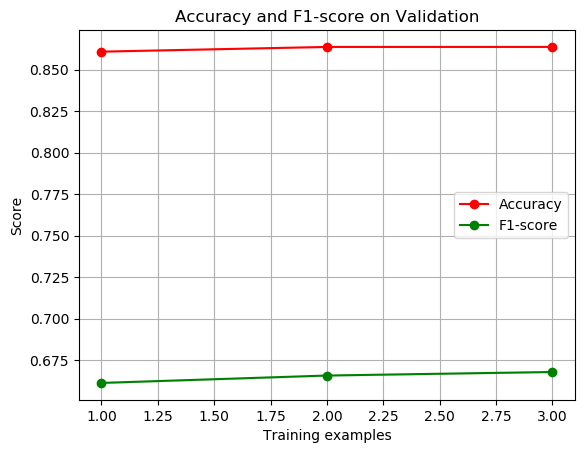 Accuracy and F1-score on Validation
0.850
0.825
0.800
0.775
0.750
0.725
0.700
0.675
Score
Accuracy
F1-score
1.00 1.25 1.50 1.75 2.00 2.25 2.50 2.75 3.00
Training examples